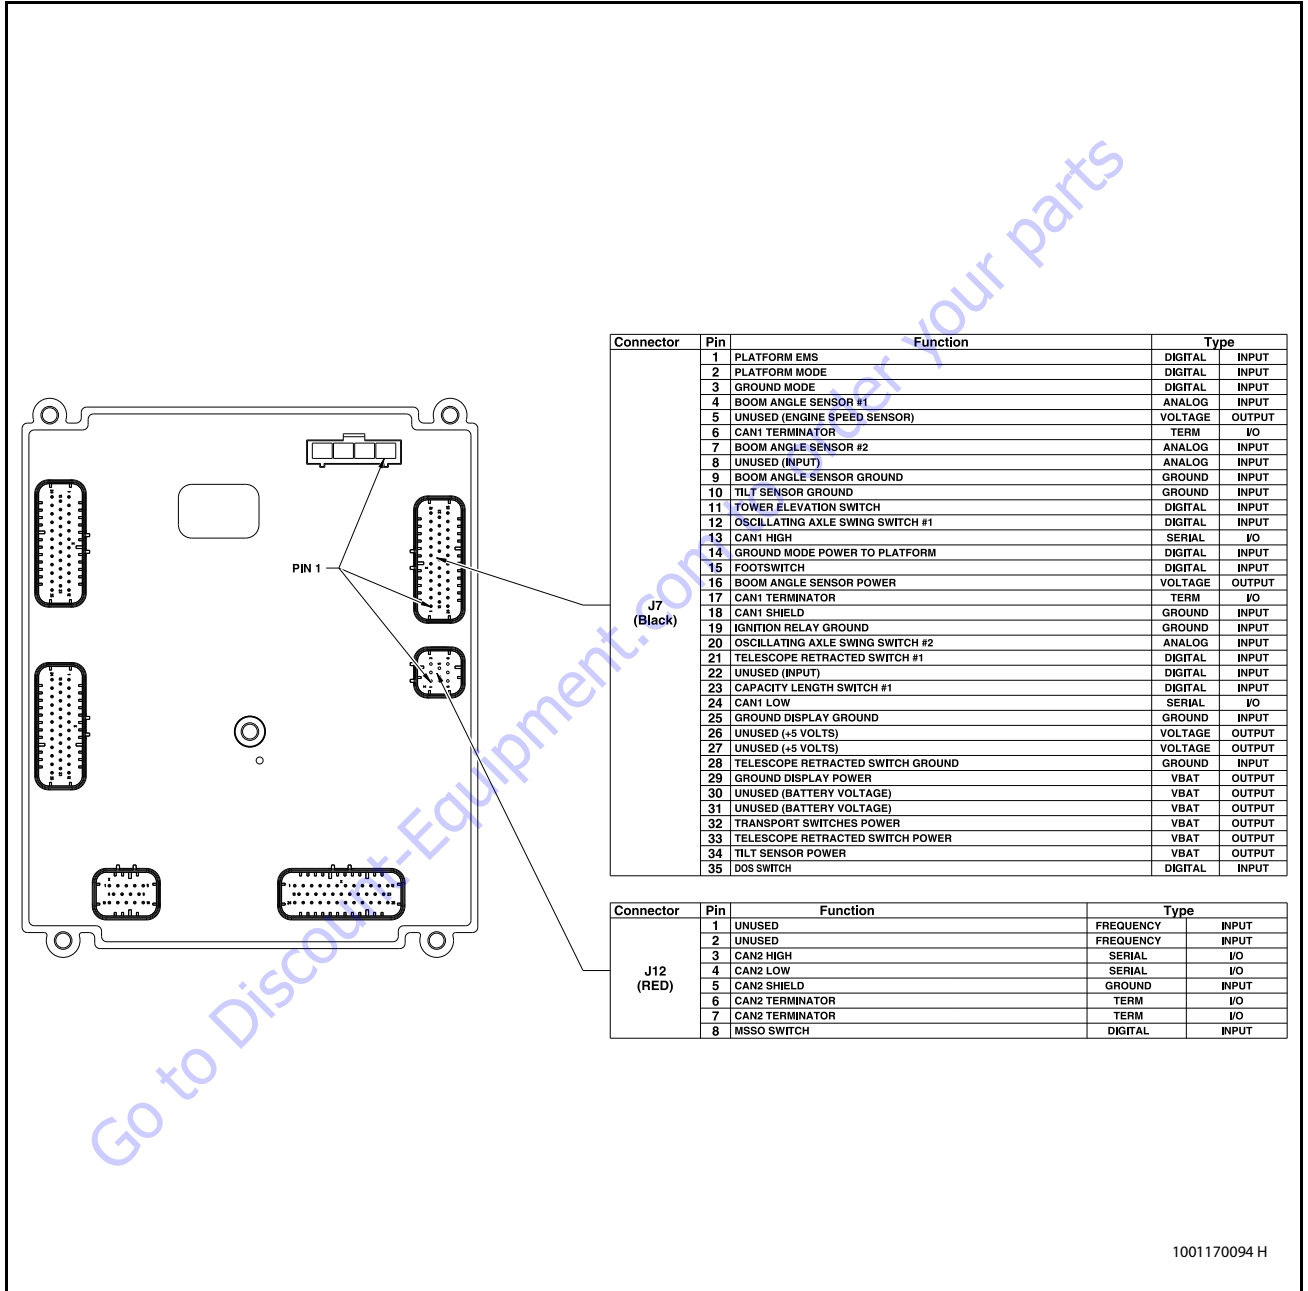 Connector Pin Function Type
1 PLATFORM EMS DIGITAL INPUT
2 PLATFORM MODE DIGITAL INPUT
3 GROUND MODE DIGITAL INPUT
4 BOOM ANGLE SENSOR #1 ANALOG INPUT
5 UNUSED (ENGINE SPEED SENSOR) VOLTAGE OUTPUT
6 CAN1 TERMINATOR TERM I/O
7 BOOM ANGLE SENSOR #2 ANALOG INPUT
8 UNUSED (INPUT) ANALOG INPUT
9 BOOM ANGLE SENSOR GROUND GROUND INPUT
10 TILT SENSOR GROUND GROUND INPUT
11 TOWER ELEVATION SWITCH DIGITAL INPUT
12 OSCILLATING AXLE SWING SWITCH #1 DIGITAL INPUT
13 CAN1 HIGH SERIAL I/O
14 GROUND MODE POWER TO PLATFORM DIGITAL INPUT
15 FOOTSWITCH DIGITAL INPUT
16 BOOM ANGLE SENSOR POWER VOLTAGE OUTPUT
17 CAN1 TERMINATOR TERM I/O
J7
(Black)
18 CAN1 SHIELD GROUND INPUT
19 IGNITION RELAY GROUND GROUND INPUT
20 OSCILLATING AXLE SWING SWITCH #2 ANALOG INPUT
21 TELESCOPE RETRACTED SWITCH #1 DIGITAL INPUT
22 UNUSED (INPUT) DIGITAL INPUT
23 CAPACITY LENGTH SWITCH #1 DIGITAL INPUT
24 CAN1 LOW SERIAL I/O
25 GROUND DISPLAY GROUND GROUND INPUT
26 UNUSED (+5 VOLTS) VOLTAGE OUTPUT
27 UNUSED (+5 VOLTS) VOLTAGE OUTPUT
28 TELESCOPE RETRACTED SWITCH GROUND GROUND INPUT
29 GROUND DISPLAY POWER VBAT OUTPUT
30 UNUSED (BATTERY VOLTAGE) VBAT OUTPUT
31 UNUSED (BATTERY VOLTAGE) VBAT OUTPUT
32 TRANSPORT SWITCHES POWER VBAT OUTPUT
33 TELESCOPE RETRACTED SWITCH POWER VBAT OUTPUT
34 TILT SENSOR POWER VBAT OUTPUT
35 DOS SWITCH DIGITAL INPUT
PIN 1
Connector Pin Function Type
1 UNUSED FREQUENCY INPUT
2 UNUSED FREQUENCY INPUT
3 CAN2 HIGH SERIAL I/O
J12
(RED)
4 CAN2 LOW SERIAL I/O
5 CAN2 SHIELD GROUND INPUT
6 CAN2 TERMINATOR TERM I/O
7 CAN2 TERMINATOR TERM I/O
8 MSSO SWITCH DIGITAL INPUT
Go to Discount-Equipment.com to order your parts
1001170094 H